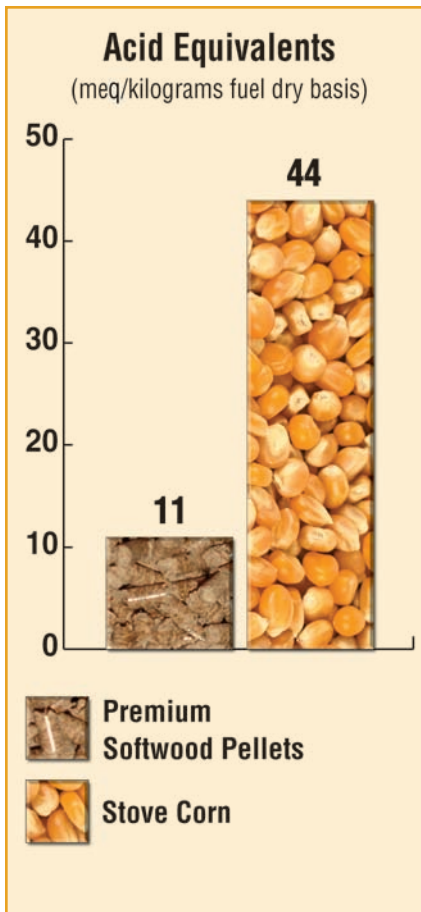 Acid Equivalents
(meq/kilograms fuel dry basis)
50
44
40
30
20
11
10
0
Premium
Softwood Pellets
Stove Corn